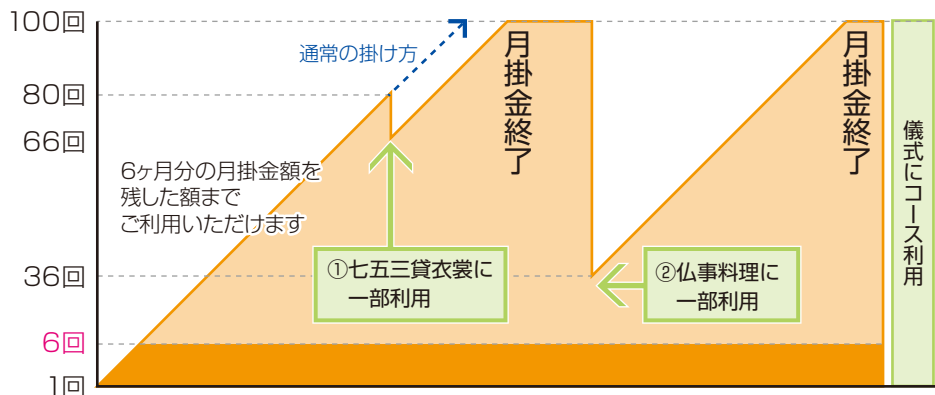 100回
80回
66回
36回
6回
1回
通常の掛け方
6ヶ月分の月掛金額を
残した額まで
ご利用いただけます
①七五三貸衣裳に
一部利用
月掛金終了
②仏事料理に
一部利用
月掛金終了
儀式にコース利用